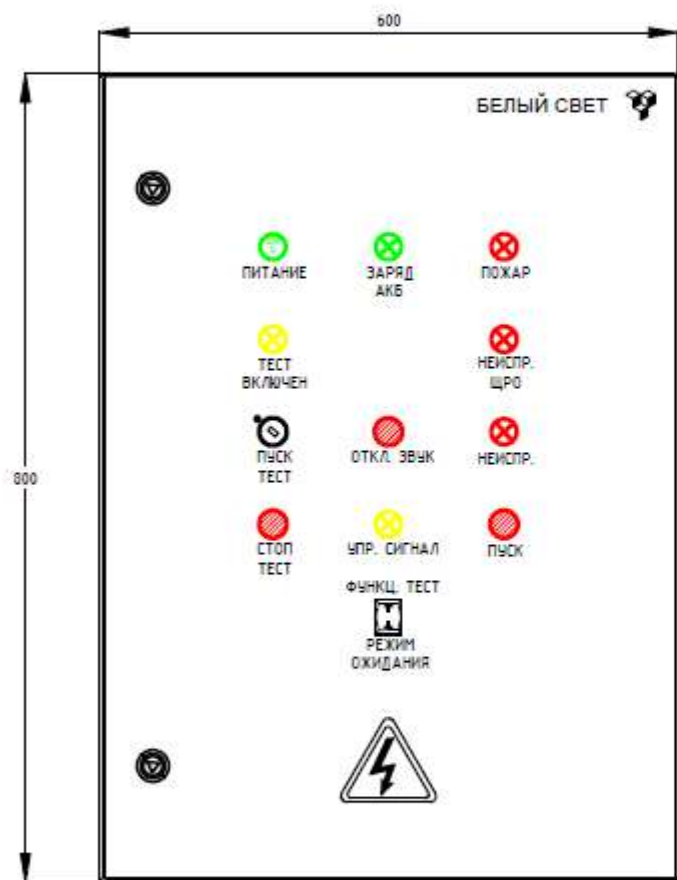 600
БЕЛЫЙ СВЕТ
ПИТАНИЕ
ЗАРЯД
АКБ
ПОЖАР
ТЕСТ
ВКЛЮЧЕН
НЕИСПР.
ЩРО
ПУСК
ТЕСТ
ОТКЛ. ЗВУК
НЕИСПР.
800
СТОП
ТЕСТ
УПР. СИГНАЛ
ПУСК
ФУНКЦ. ТЕСТ
РЕЖИМ
ОЖИДАНИЯ